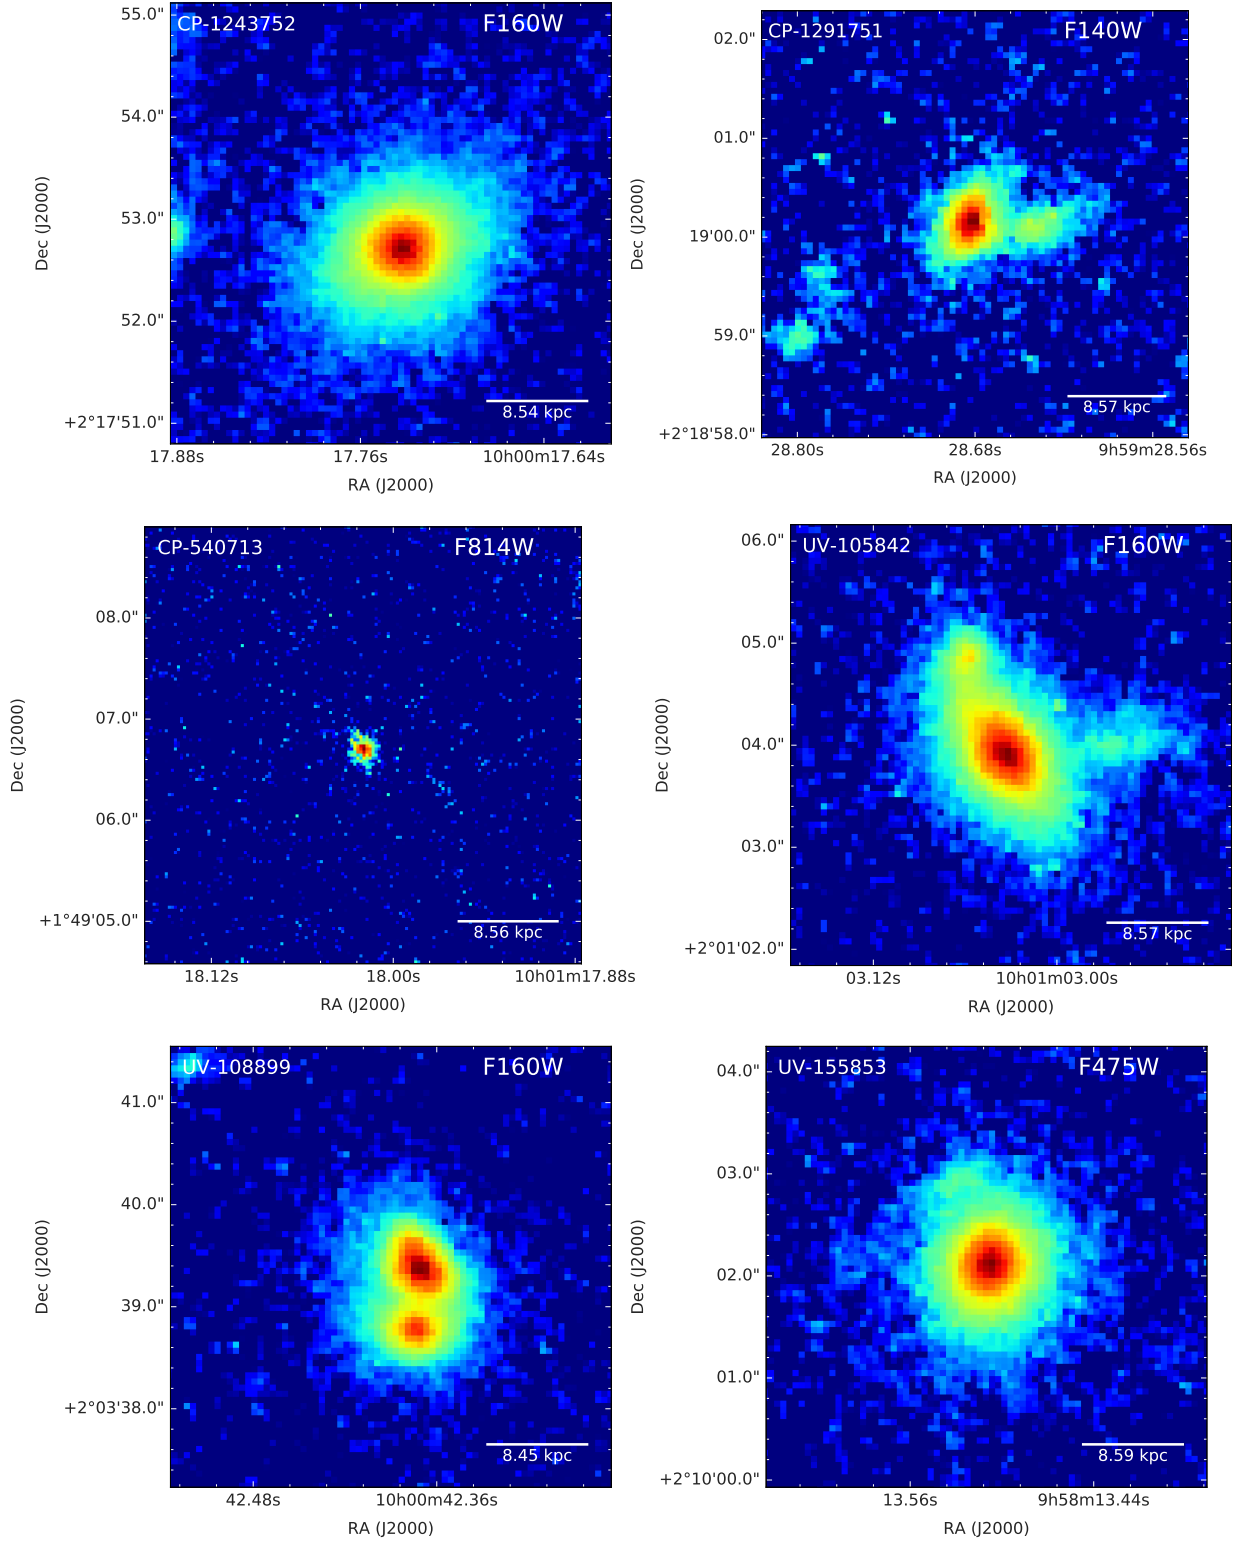 CP-1243752 F160W
55.0"
54.0"
53.0"
52.0"
+2°17'51.0"
Dec (J2000)
8.54 kpc
17.88s 17.76s 10h00m17.64s
RA (J2000)
CP-1291751 F140W
02.0"
01.0"
19'00.0"
59.0"
+2°18'58.0"
Dec (J2000)
8.57 kpc
28.80s 28.68s 9h59m28.56s
RA (J2000)
CP-540713 F814W
08.0"
07.0"
06.0"
+1°49'05.0"
Dec (J2000)
8.56 kpc
18.12s 18.00s 10h01m17.88s
RA (J2000)
UV-105842 F160W
06.0"
05.0"
04.0"
03.0"
+2°01'02.0"
Dec (J2000)
8.57 kpc
03.12s 10h01m03.00s
RA (J2000)
UV-108899 F160W
41.0"
40.0"
39.0"
+2°03'38.0"
Dec (J2000)
8.45 kpc
42.48s 10h00m42.36s
RA (J2000)
UV-155853 F475W
04.0"
03.0"
02.0"
01.0"
+2°10'00.0"
Dec (J2000)
8.59 kpc
13.56s 9h58m13.44s
RA (J2000)